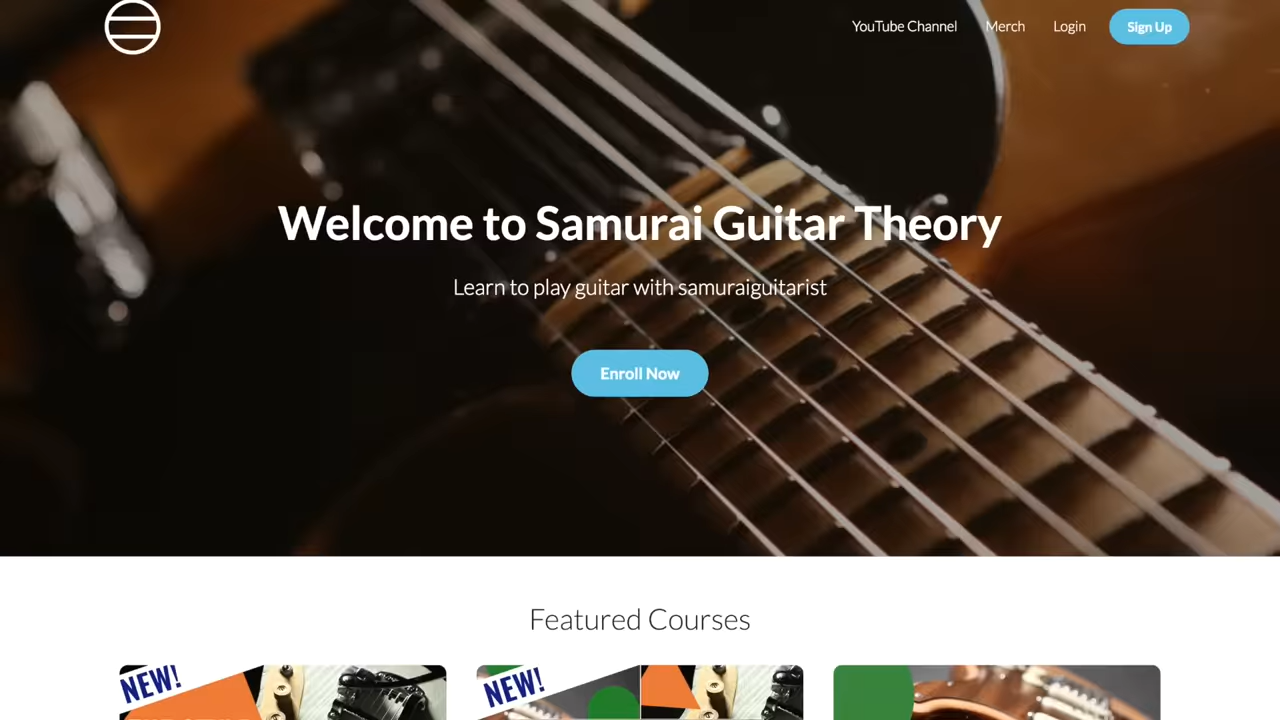 YouTube Channel
Merch
Login
Sign Up
Welcome to Samurai Guitar Theory
Learn to play guitar with samuraiguitarist
Enroll Now
Featured Courses
NEW!
NEW!